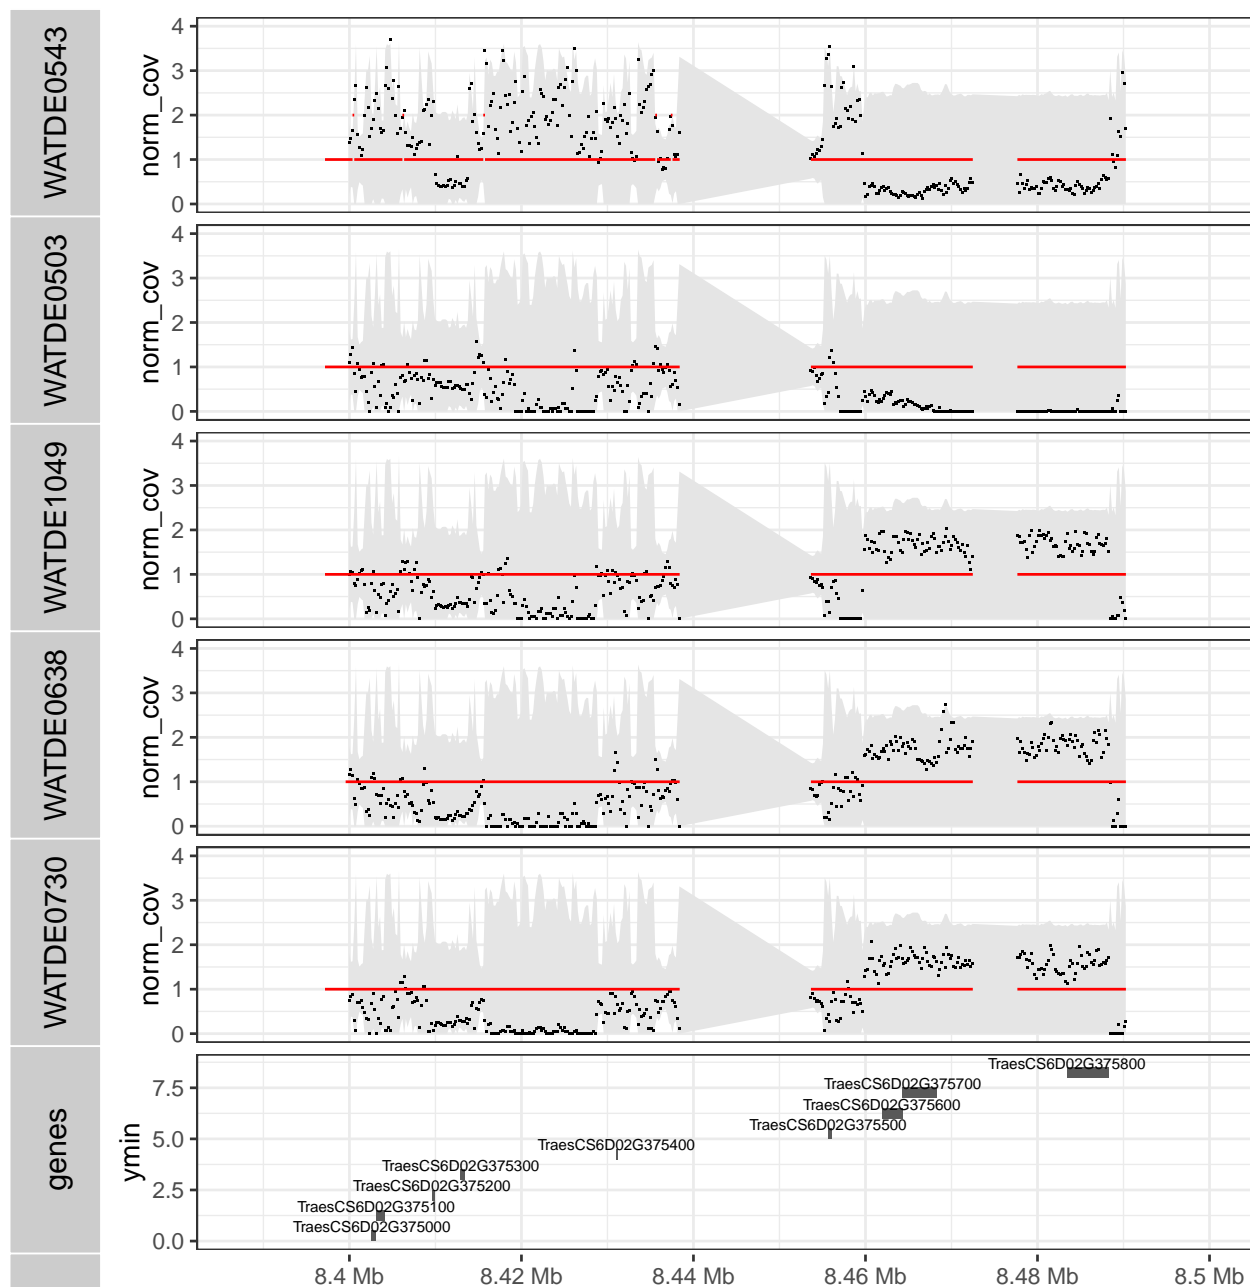 WATDE0543
norm_cov
4
3
2
1
0
WATDE0503
norm_cov
4
3
2
1
0
WATDE1049
norm_cov
4
3
2
1
0
WATDE0638
norm_cov
4
3
2
1
0
WATDE0730
norm_cov
4
3
2
1
0
genes
ymin
7.5
5.0
2.5
0.0
TraesCS6D02G375800
TraesCS6D02G375700
TraesCS6D02G375600
TraesCS6D02G375500
TraesCS6D02G375400
TraesCS6D02G375300
TraesCS6D02G375200
TraesCS6D02G375100
TraesCS6D02G375000
8.4 Mb 8.42 Mb 8.44 Mb 8.46 Mb 8.48 Mb 8.5 Mb